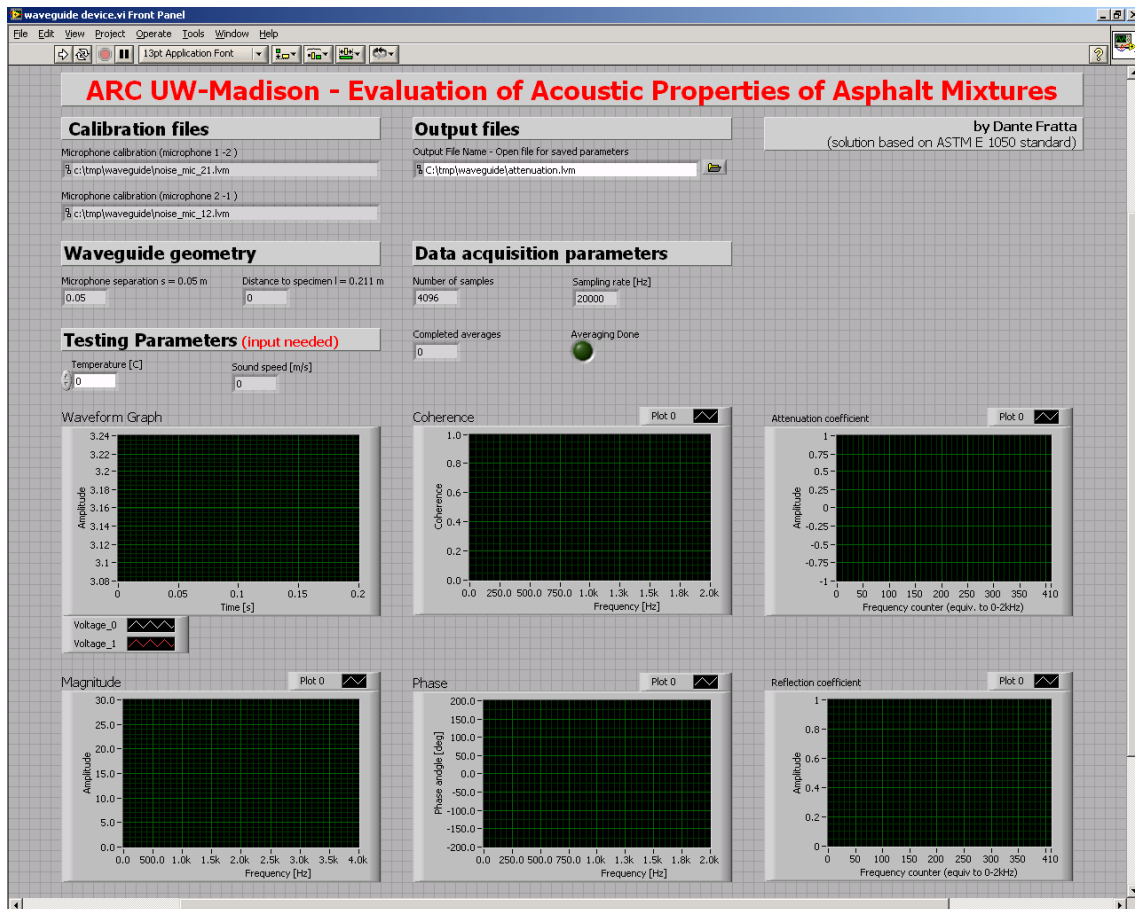 waveguide device.vi Front Panel
File Edit View Project Operate Tools Window Help
13pt Application Font
ARC UW-Madison - Evaluation of Acoustic Properties of Asphalt Mixtures
Calibration files
Microphone calibration (microphone 1 -2 )
c:\tmp\waveguide\noise_mic_21.lvm
Microphone calibration (microphone 2 -1 )
c:\tmp\waveguide\noise_mic_12.lvm
Output files
Output File Name - Open file for saved parameters
C:\tmp\waveguide\attenuation.lvm
by Dante Fratta
(solution based on ASTM E 1050 standard)
Waveguide geometry
Microphone separation s = 0.05 m
0.05
Distance to specimen l = 0.211 m
0
Data acquisition parameters
Number of samples
4096
Sampling rate [Hz]
20000
Completed averages
0
Averaging Done
Testing Parameters (input needed)
Temperature [C]
0
Sound speed [m/s]
0
Waveform Graph
3.24
3.22
3.2
3.18
3.16
3.14
3.12
3.1
3.08
Amplitude
0 0.05 0.1 0.15 0.2
Time [s]
Voltage_0
Voltage_1
Coherence
Plot 0
1.0
0.8
0.6
0.4
0.2
0.0
Coherence
0.0 250.0 500.0 750.0 1.0k 1.3k 1.5k 1.8k 2.0k
Frequency [Hz]
Attenuation coefficient
Plot 0
1
0.75
0.5
0.25
0
-0.25
-0.5
-0.75
-1
Amplitude
0 50 100 150 200 250 300 350 410
Frequency counter (equiv. to 0-2kHz)
Magnitude
Plot 0
30.0
25.0
20.0
15.0
10.0
5.0
0.0
Amplitude
0.0 500.0 1.0k 1.5k 2.0k 2.5k 3.0k 3.5k 4.0k
Frequency [Hz]
Phase
Plot 0
200.0
150.0
100.0
50.0
0.0
-50.0
-100.0
-150.0
-200.0
Phase andgle [deg]
0.0 250.0 500.0 750.0 1.0k 1.3k 1.5k 1.8k 2.0k
Frequency [Hz]
Reflection coefficient
Plot 0
1
0.8
0.6
0.4
0.2
0
Amplitude
0 50 100 150 200 250 300 350 410
Frequency counter (equiv to 0-2kHz)